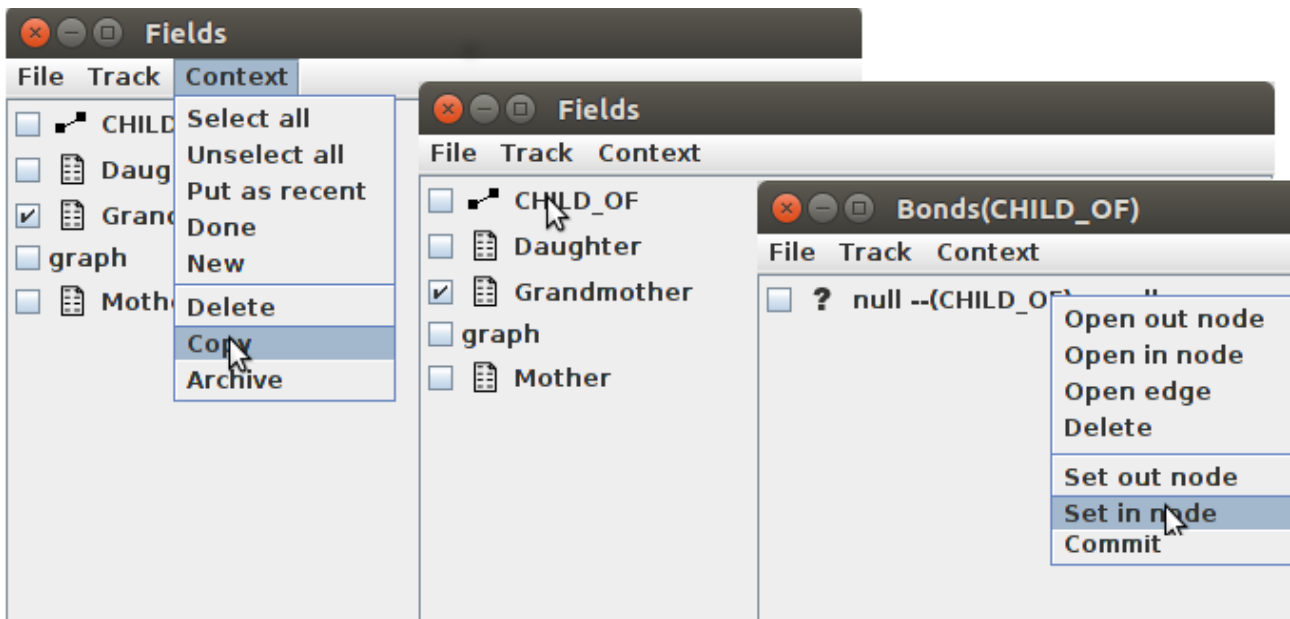 Fields
File Track Context
CHILD
Daug
Grand
graph
Moth
Select all
Unselect all
Put as recent
Done
New
Delete
Copy
Archive
Fields
File Track Context
CHILD_OF
Daughter
Grandmother
graph
Mother
Bonds(CHILD_OF)
File Track Context
? null --(CHILD_OF)
Open out node
Open in node
Open edge
Delete
Set out node
Set in node
Commit